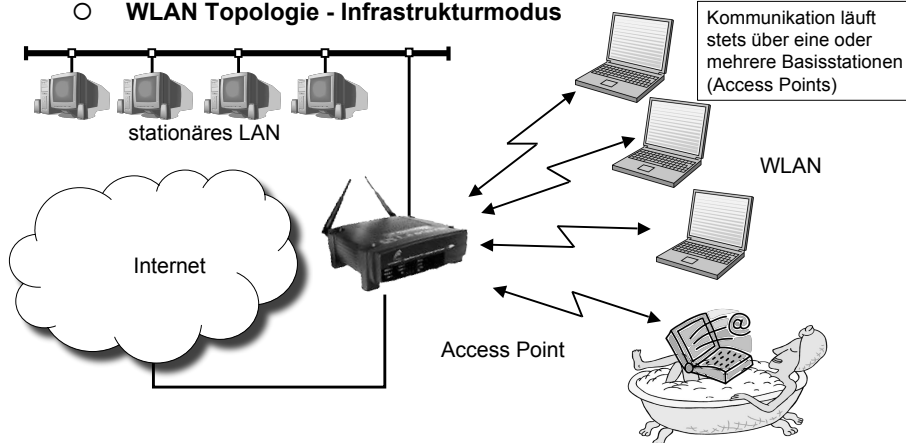 ○ WLAN Topologie - Infrastrukturmodus
Kommunikation läuft
stets über eine oder
mehrere Basisstationen
(Access Points)
stationäres LAN
WLAN
Internet
Access Point
@